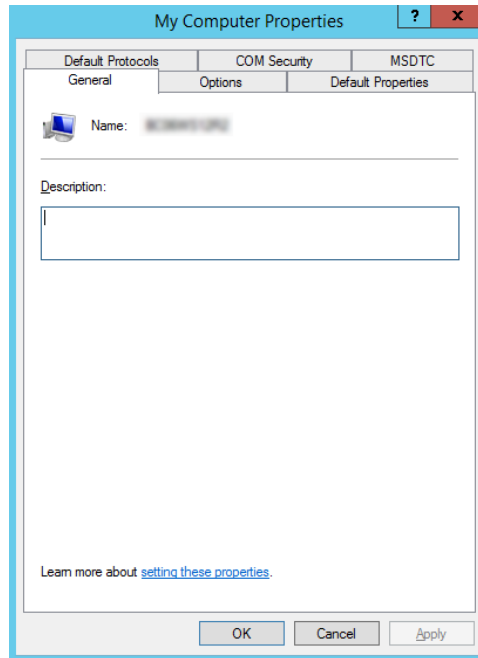 My Computer Properties
? x
Default Protocols COM Security MSDTC
General Options Default Properties
Name:
Description:
Learn more about setting these properties.
OK Cancel Apply